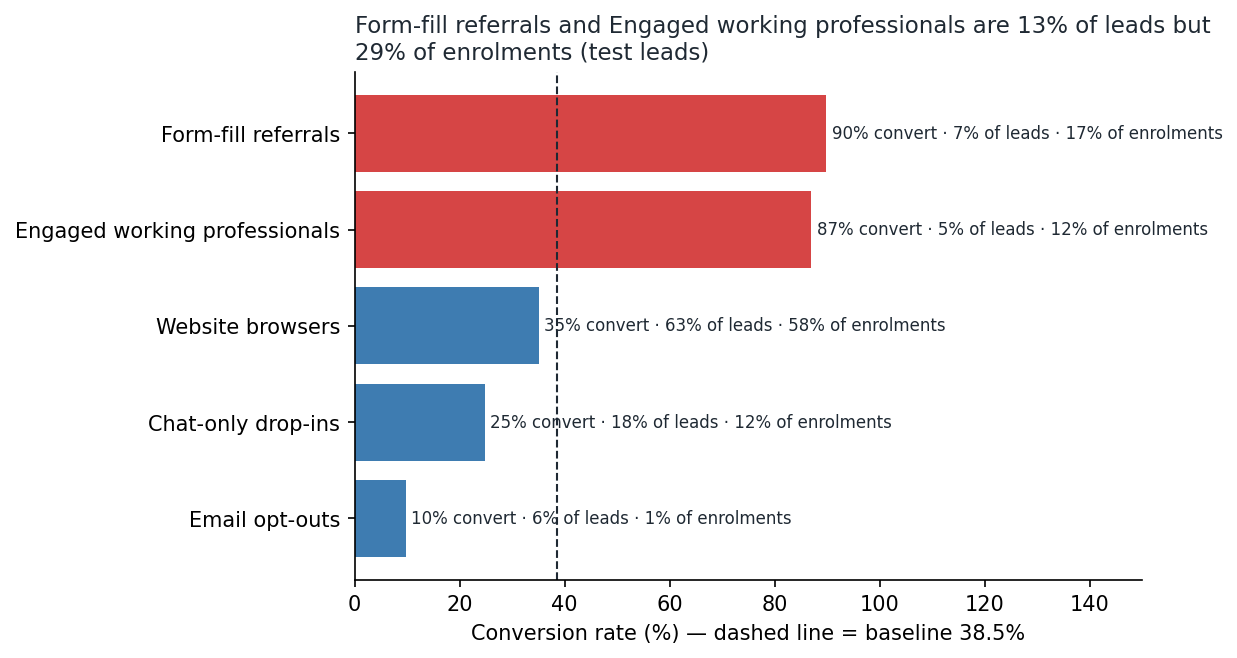 Form-fill referrals and Engaged working professionals are 13% of leads but
29% of enrolments (test leads)
Form-fill referrals
90% convert · 7% of leads · 17% of enrolments
Engaged working professionals
87% convert · 5% of leads · 12% of enrolments
Website browsers
35% convert · 63% of leads · 58% of enrolments
Chat-only drop-ins
25% convert · 18% of leads · 12% of enrolments
Email opt-outs
10% convert · 6% of leads · 1% of enrolments
0 20 40 60 80 100 120 140
Conversion rate (%) — dashed line = baseline 38.5%